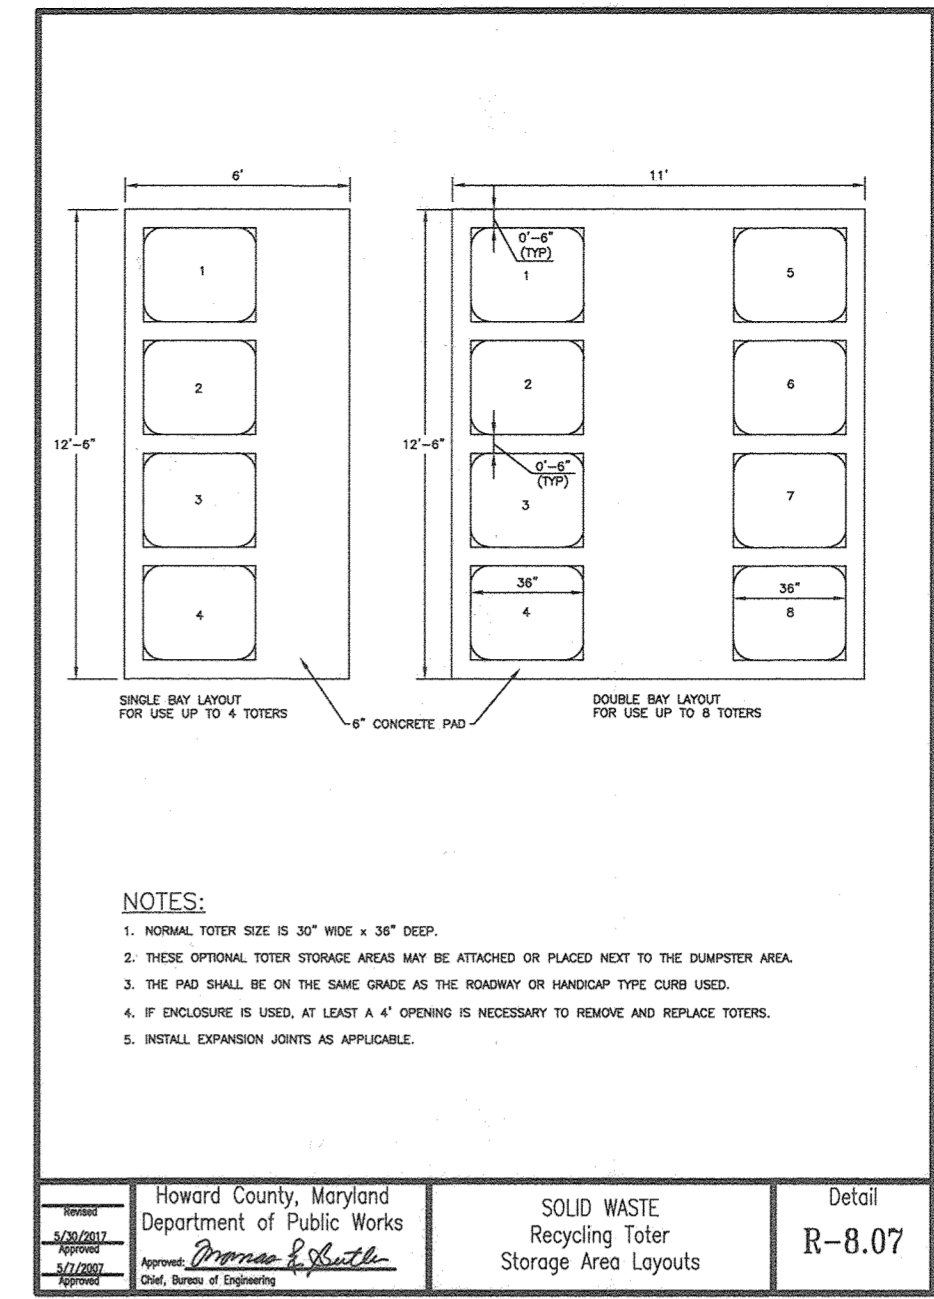 6'
11'
0'-6"
(TYP)
1
1
5
2
2
6
12'-6"
12'-6"
0'-6"
(TYP)
3
3
7
36"
36"
4
4
8
SINGLE BAY LAYOUT
FOR USE UP TO 4 TOTERS
DOUBLE BAY LAYOUT
FOR USE UP TO 8 TOTERS
6" CONCRETE PAD
NOTES:
1. NORMAL TOTER SIZE IS 30" WIDE x 36" DEEP.
2. THESE OPTIONAL TOTER STORAGE AREAS MAY BE ATTACHED OR PLACED NEXT TO THE DUMPSTER AREA.
3. THE PAD SHALL BE ON THE SAME GRADE AS THE ROADWAY OR HANDICAP TYPE CURB USED.
4. IF ENCLOSURE IS USED, AT LEAST A 4' OPENING IS NECESSARY TO REMOVE AND REPLACE TOTERS.
5. INSTALL EXPANSION JOINTS AS APPLICABLE.
Revised
5/30/2017
Approved
5/7/2007
Approved
Howard County, Maryland
Department of Public Works
Approved: Thomas E. Butler
Chief, Bureau of Engineering
SOLID WASTE
Recycling Toter
Storage Area Layouts
Detail
R-8.07